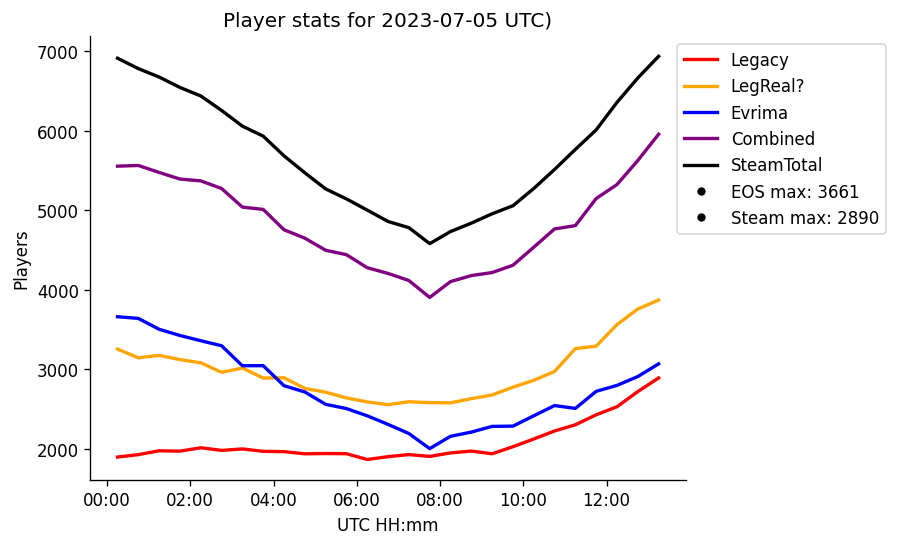 Player stats for 2023-07-05 UTC)
7000
6000
5000
4000
3000
2000
Players
00:00 02:00 04:00 06:00 08:00 10:00 12:00
UTC HH:mm
Legacy
LegReal?
Evrima
Combined
SteamTotal
EOS max: 3661
Steam max: 2890